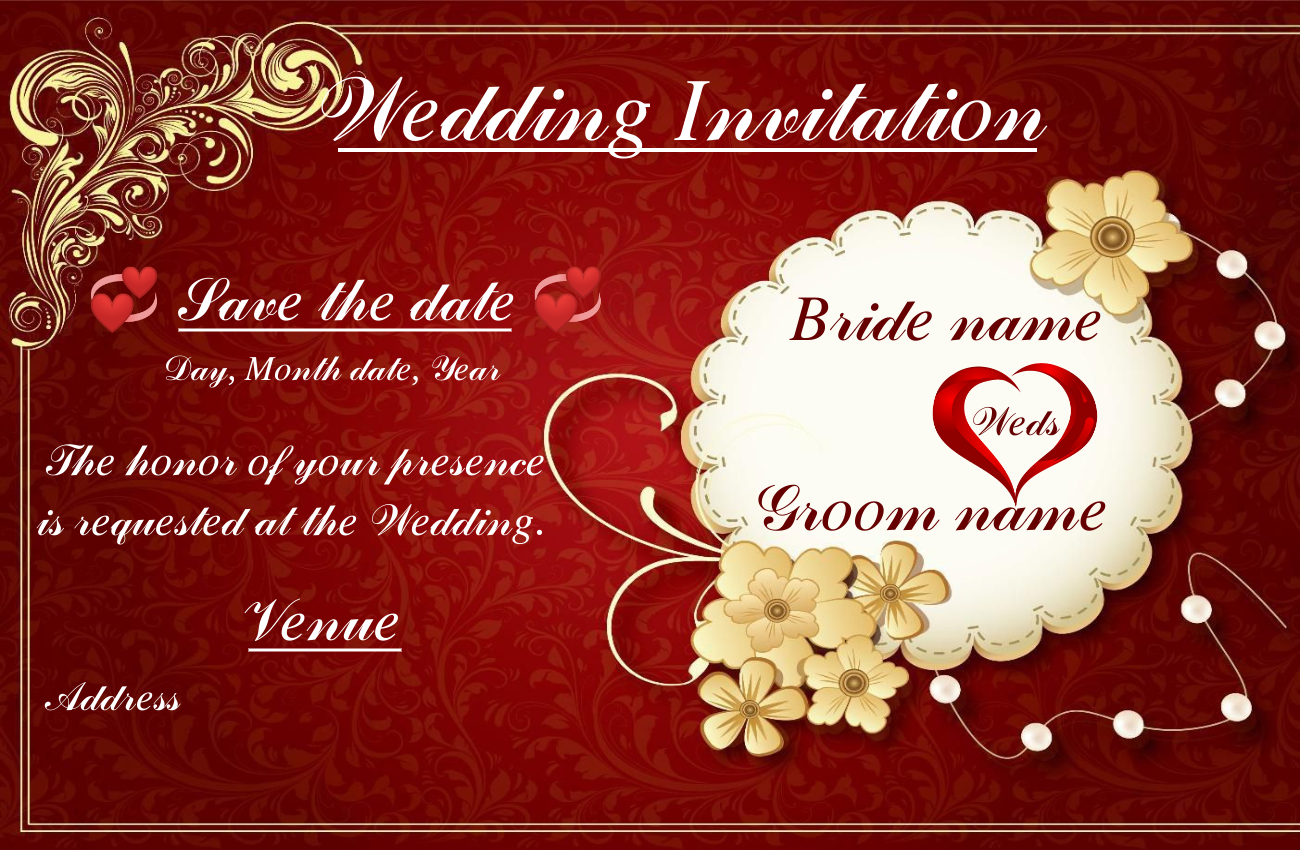 Wedding Invitation
💞 Save the date 💞
Day, Month date, Year
The honor of your presence
is requested at the Wedding.
Venue
Address
Bride name
Weds
Groom name